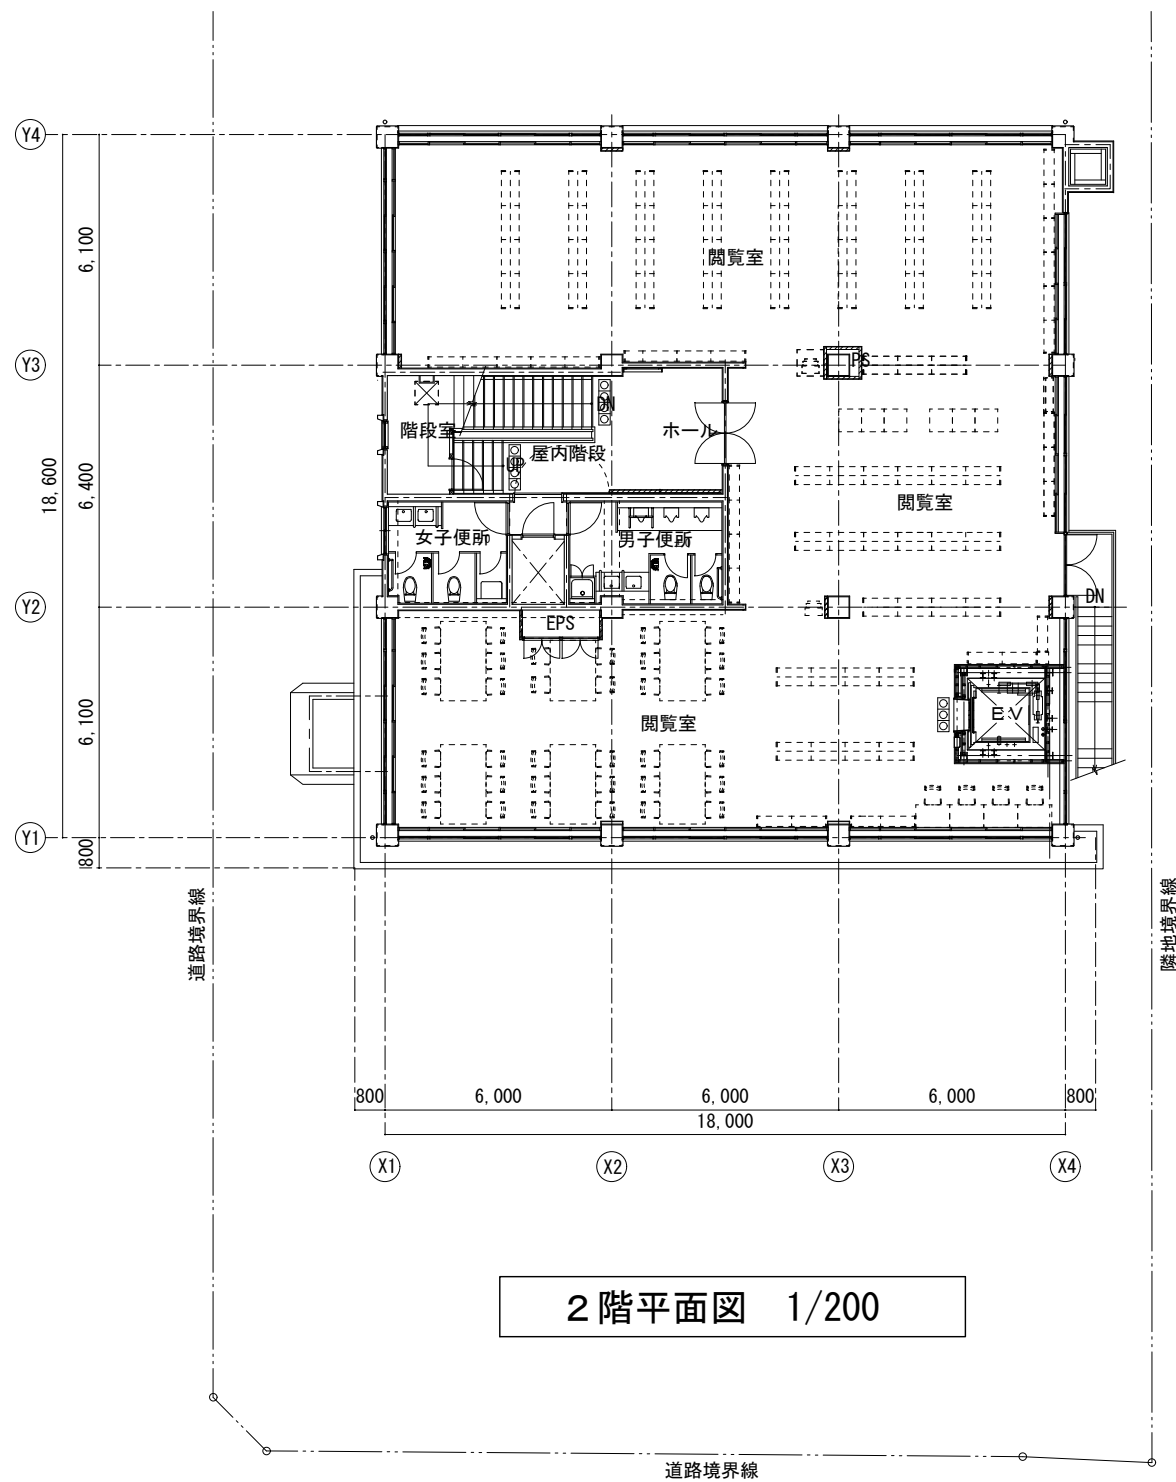 Y4
6,100
閲覧室
Y3
PS
DN
階段室
ホール
屋内階段
UP
18,600
6,400
閲覧室
女子便所
男子便所
Y2
EPS
DN
6,100
閲覧室
EV
Y1
800
道路境界線
隣地境界線
800
6,000
6,000
6,000
800
18,000
X1
X2
X3
X4
2階平面図 1/200
道路境界線